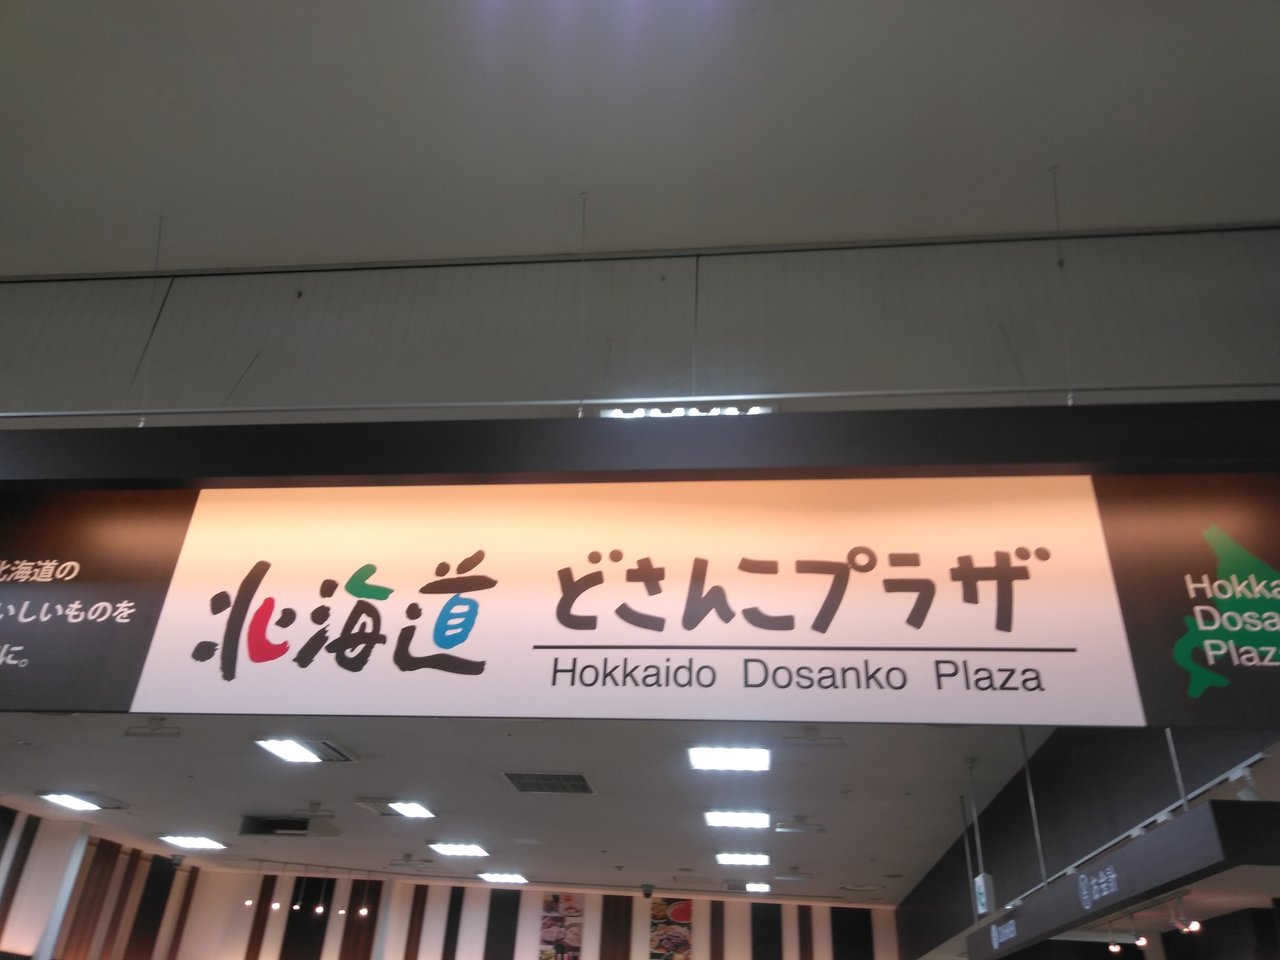 北海道の
いしいものを
に。
北海道 どさんこプラザ
Hokkaido Dosanko Plaza
Hokka
Dosa
Plaz